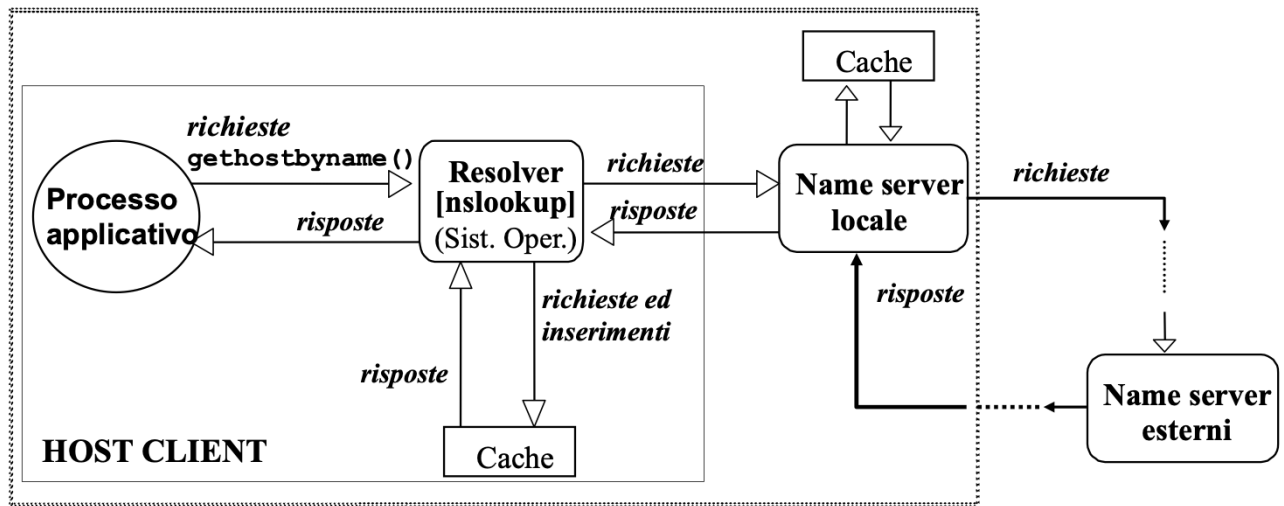 Cache
richieste
gethostbyname()
Processo
applicativo
risposte
Resolver
[nslookup]
(Sist. Oper.)
richieste
risposte
Name server
locale
richieste
risposte
richieste ed
inserimenti
risposte
Cache
HOST CLIENT
Name server
esterni